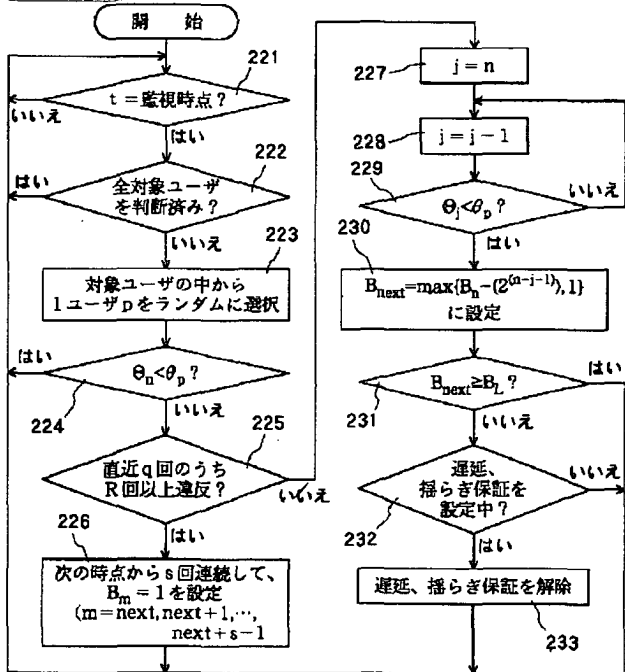 開 始
221
t＝監視時点？
いいえ
はい
222
はい
全対象ユーザ
を判断済み？
いいえ
223
対象ユーザの中から
1ユーザpをランダムに選択
はい
Θn<θp？
224
いいえ
225
直近q回のうち
R回以上違反？
いいえ
226
はい
次の時点からs回連続して、
Bm＝1を設定
(m＝next, next＋1,…,
next＋s－1
227
j＝n
228
j＝j－1
229
Θj<θp？
いいえ
230
はい
Bnext＝max{Bn－(2^(n-j-1)),1}
に設定
はい
Bnext≧BL？
231
いいえ
遅延、
揺らぎ保証を
設定中？
いいえ
232
はい
遅延、揺らぎ保証を解除
233